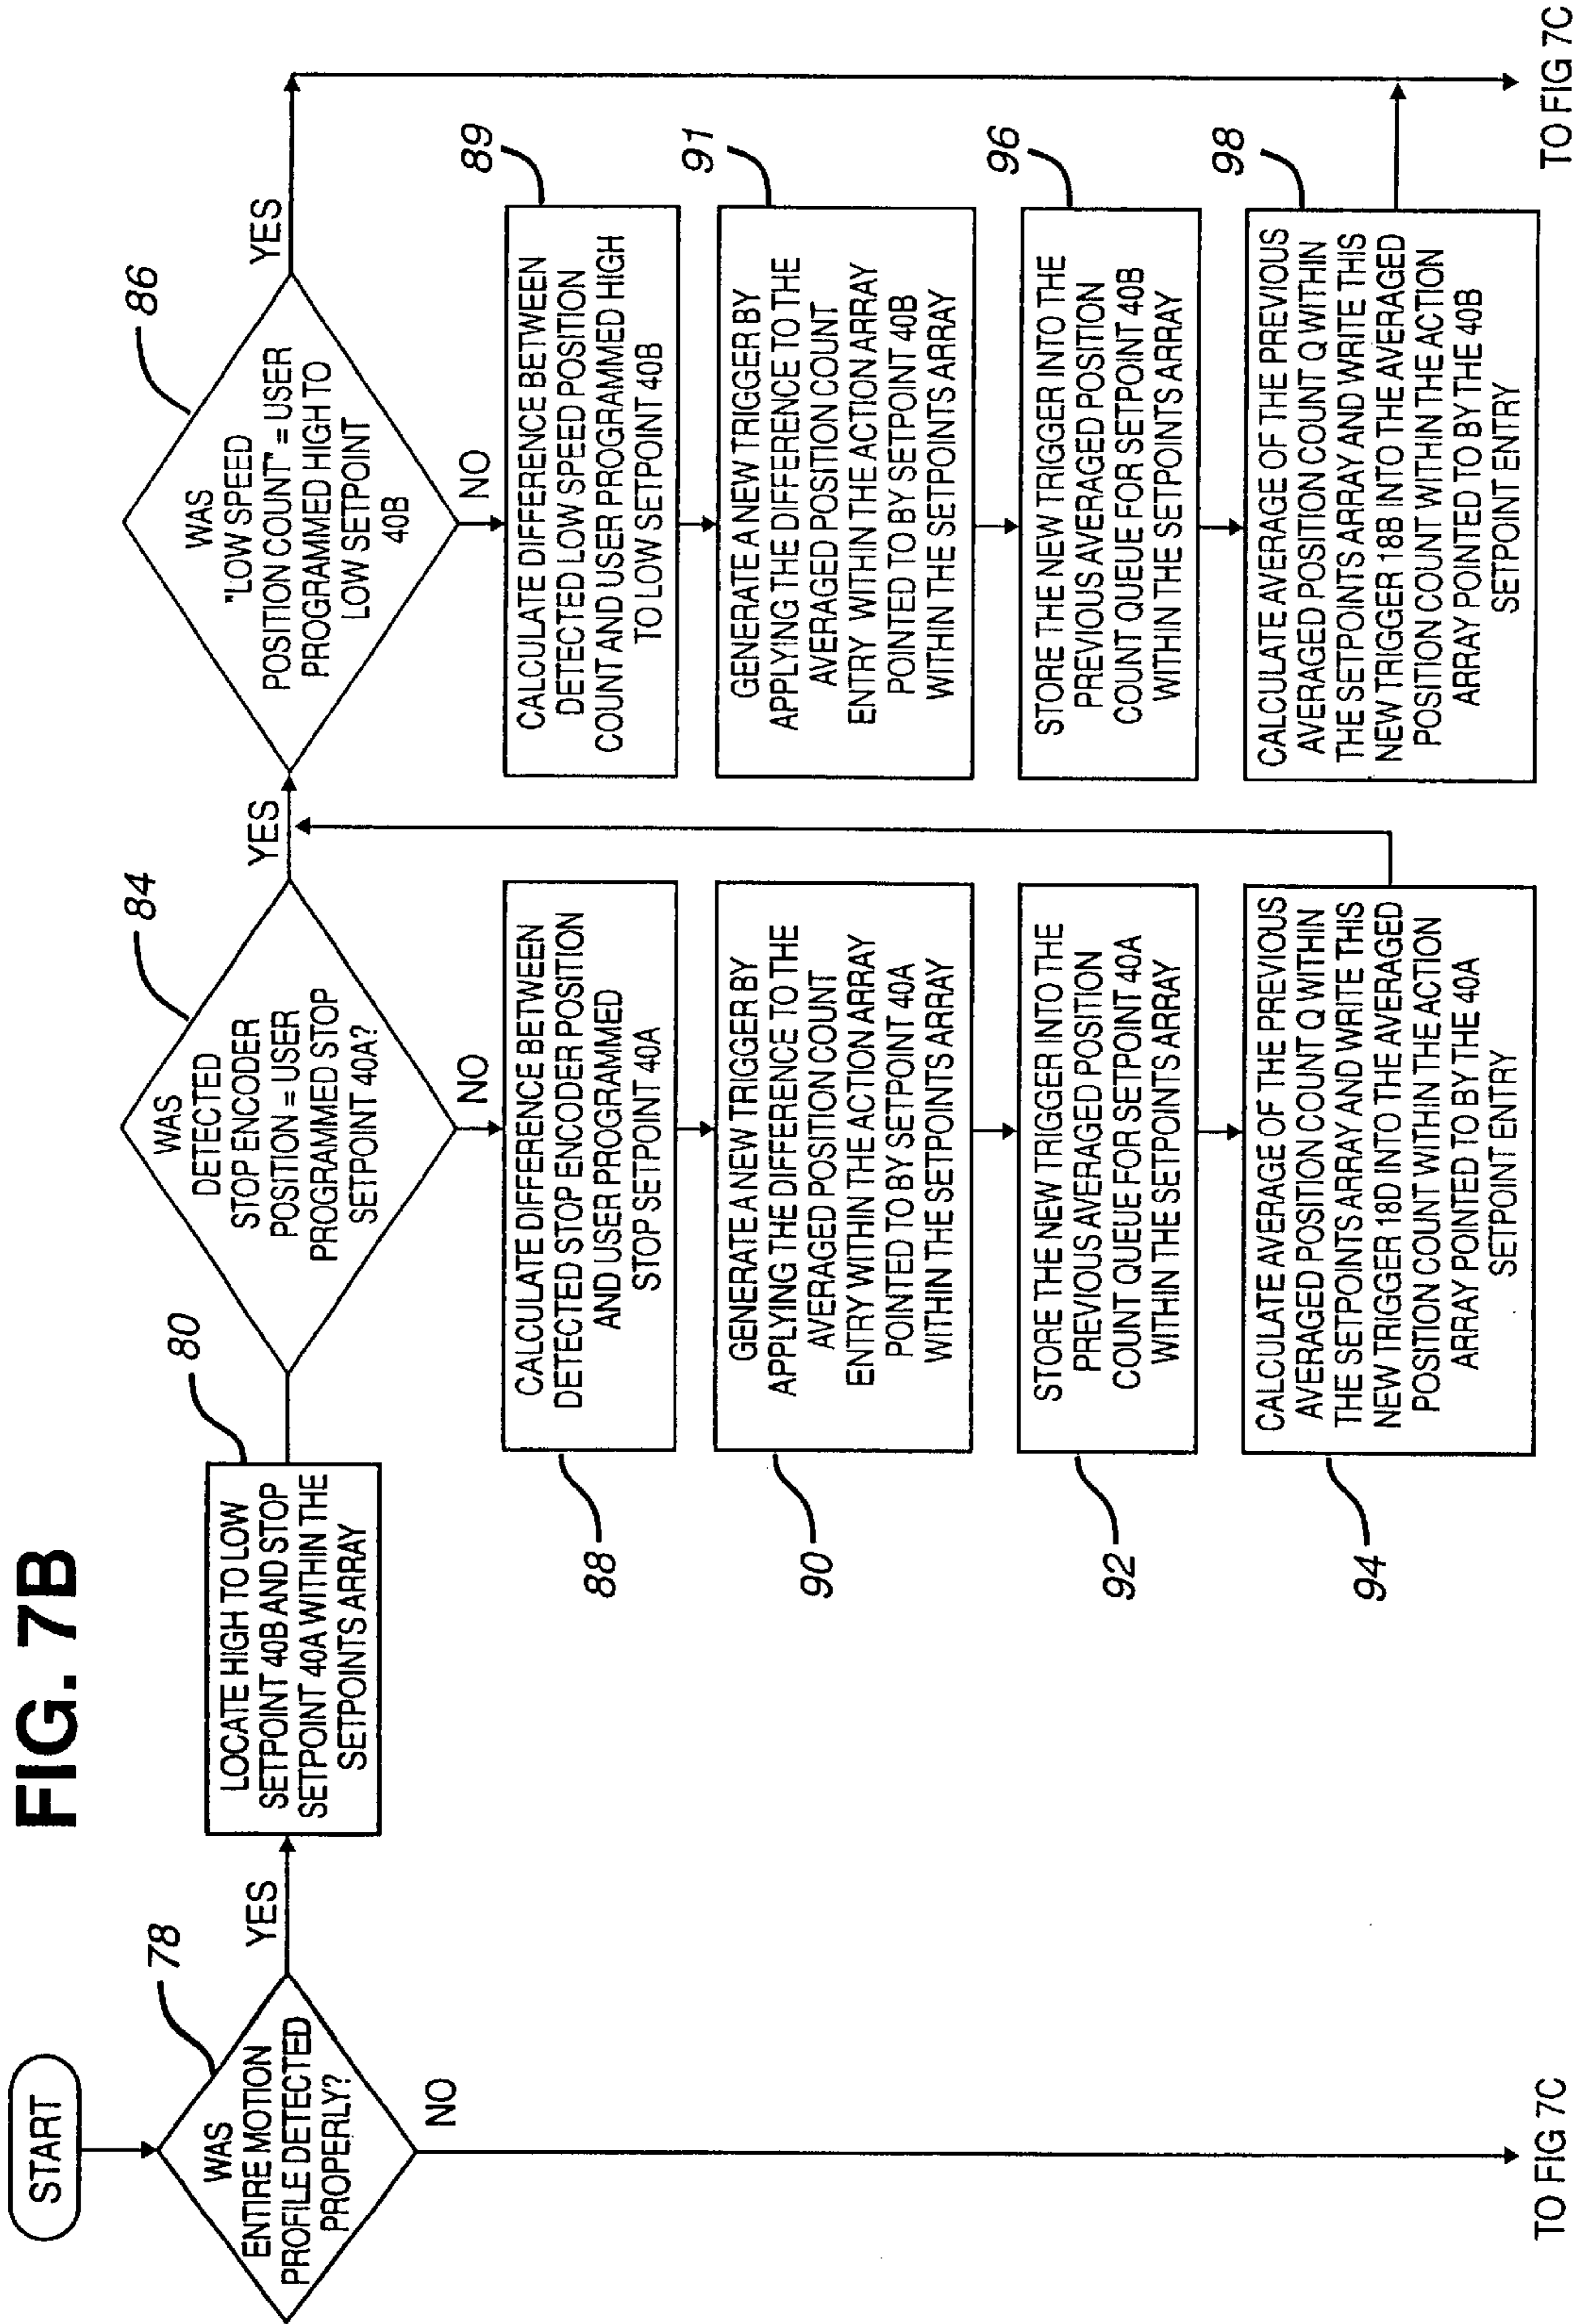 FIG. 7B
START
WAS
ENTIRE MOTION
PROFILE DETECTED
PROPERLY?
78
YES
NO
TO FIG 7C
LOCATE HIGH TO LOW
SETPOINT 40B AND STOP
SETPOINT 40A WITHIN THE
SETPOINTS ARRAY
80
WAS
DETECTED
STOP ENCODER
POSITION = USER
PROGRAMMED STOP
SETPOINT 40A?
84
YES
NO
CALCULATE DIFFERENCE BETWEEN
DETECTED STOP ENCODER POSITION
AND USER PROGRAMMED
STOP SETPOINT 40A
88
GENERATE A NEW TRIGGER BY
APPLYING THE DIFFERENCE TO THE
AVERAGED POSITION COUNT
ENTRY WITHIN THE ACTION ARRAY
POINTED TO BY SETPOINT 40A
WITHIN THE SETPOINTS ARRAY
90
STORE THE NEW TRIGGER INTO THE
PREVIOUS AVERAGED POSITION
COUNT QUEUE FOR SETPOINT 40A
WITHIN THE SETPOINTS ARRAY
92
CALCULATE AVERAGE OF THE PREVIOUS
AVERAGED POSITION COUNT Q WITHIN
THE SETPOINTS ARRAY AND WRITE THIS
NEW TRIGGER 18D INTO THE AVERAGED
POSITION COUNT WITHIN THE ACTION
ARRAY POINTED TO BY THE 40A
SETPOINT ENTRY
94
WAS
"LOW SPEED
POSITION COUNT" = USER
PROGRAMMED HIGH TO
LOW SETPOINT
40B
86
YES
NO
CALCULATE DIFFERENCE BETWEEN
DETECTED LOW SPEED POSITION
COUNT AND USER PROGRAMMED HIGH
TO LOW SETPOINT 40B
89
GENERATE A NEW TRIGGER BY
APPLYING THE DIFFERENCE TO THE
AVERAGED POSITION COUNT
ENTRY WITHIN THE ACTION ARRAY
POINTED TO BY SETPOINT 40B
WITHIN THE SETPOINTS ARRAY
91
STORE THE NEW TRIGGER INTO THE
PREVIOUS AVERAGED POSITION
COUNT QUEUE FOR SETPOINT 40B
WITHIN THE SETPOINTS ARRAY
96
CALCULATE AVERAGE OF THE PREVIOUS
AVERAGED POSITION COUNT Q WITHIN
THE SETPOINTS ARRAY AND WRITE THIS
NEW TRIGGER 18B INTO THE AVERAGED
POSITION COUNT WITHIN THE ACTION
ARRAY POINTED TO BY THE 40B
SETPOINT ENTRY
98
TO FIG 7C